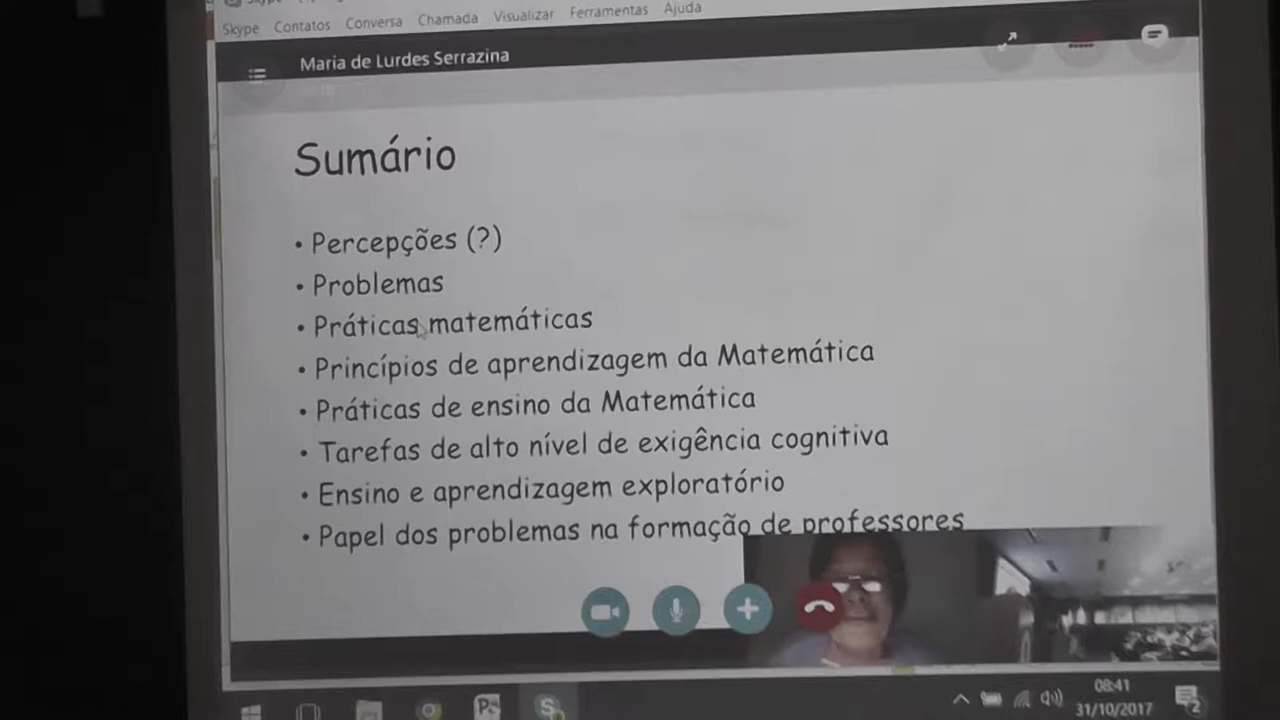 Skype Contatos Conversa Chamada Visualizar Ferramentas Ajuda
Maria de Lurdes Serrazina
Sumário
• Percepções (?)
• Problemas
• Práticas matemáticas
• Princípios de aprendizagem da Matemática
• Práticas de ensino da Matemática
• Tarefas de alto nível de exigência cognitiva
• Ensino e aprendizagem exploratório
• Papel dos problemas na formação de professores
08:41
31/10/2017
2